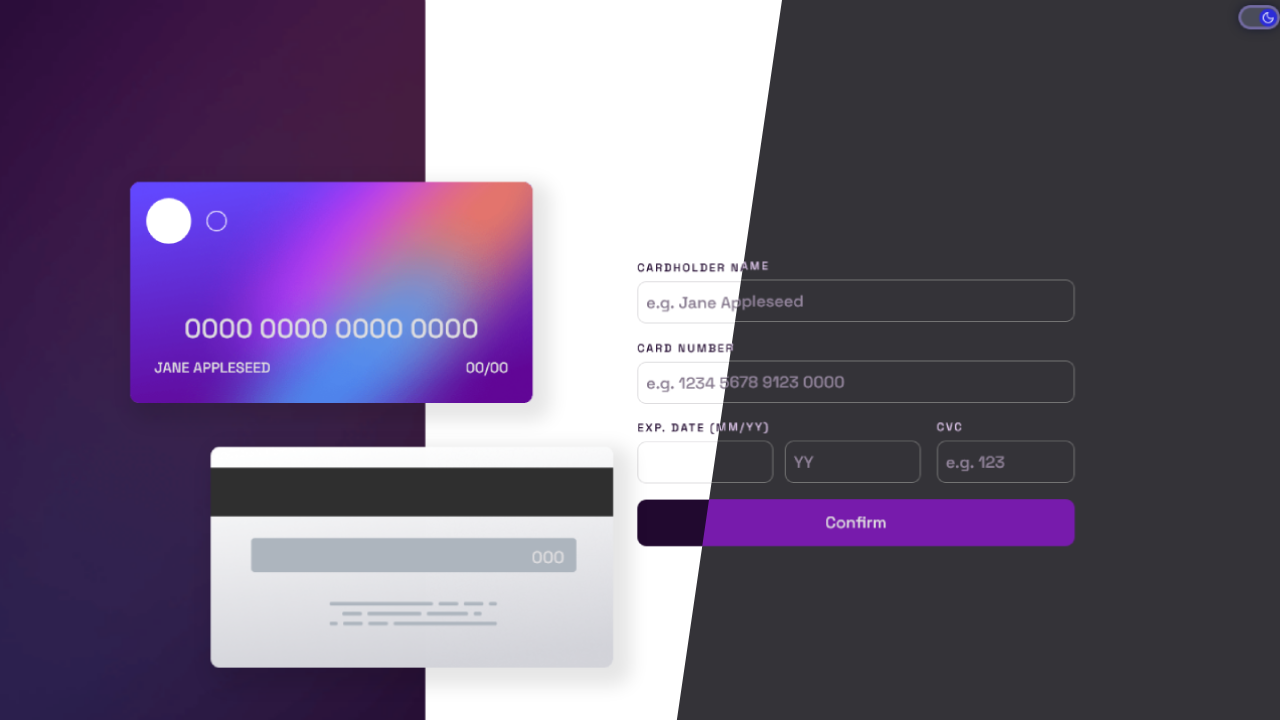 0000 0000 0000 0000
JANE APPLESEED 00/00
000
CARDHOLDER NAME
e.g. Jane Appleseed
CARD NUMBER
e.g. 1234 5678 9123 0000
EXP. DATE (MM/YY) CVC
YY e.g. 123
Confirm